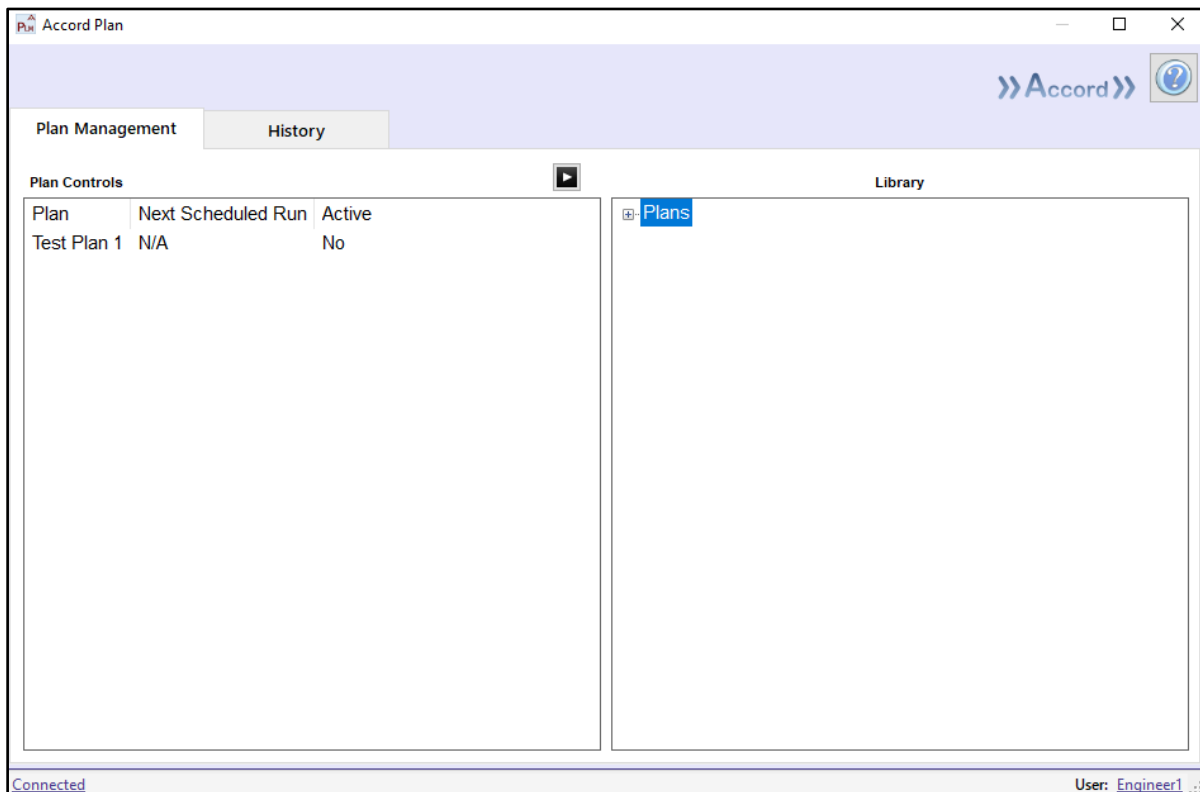 PLM Accord Plan
»Accord»
Plan Management History
Plan Controls
Library
Plan Next Scheduled Run Active
Test Plan 1 N/A No
Plans
Connected
User: Engineer1